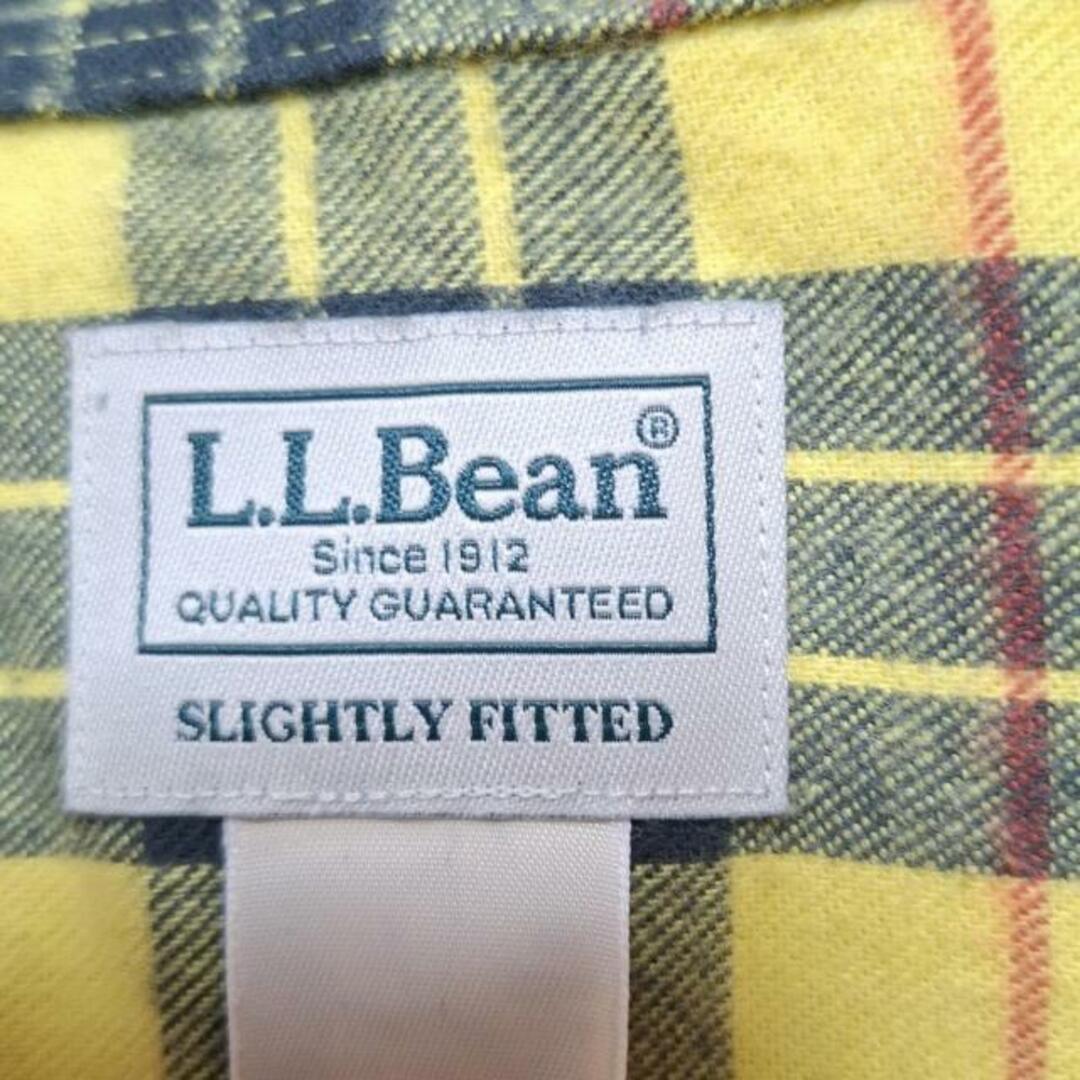 L.L.Bean®
Since 1912
QUALITY GUARANTEED
SLIGHTLY FITTED